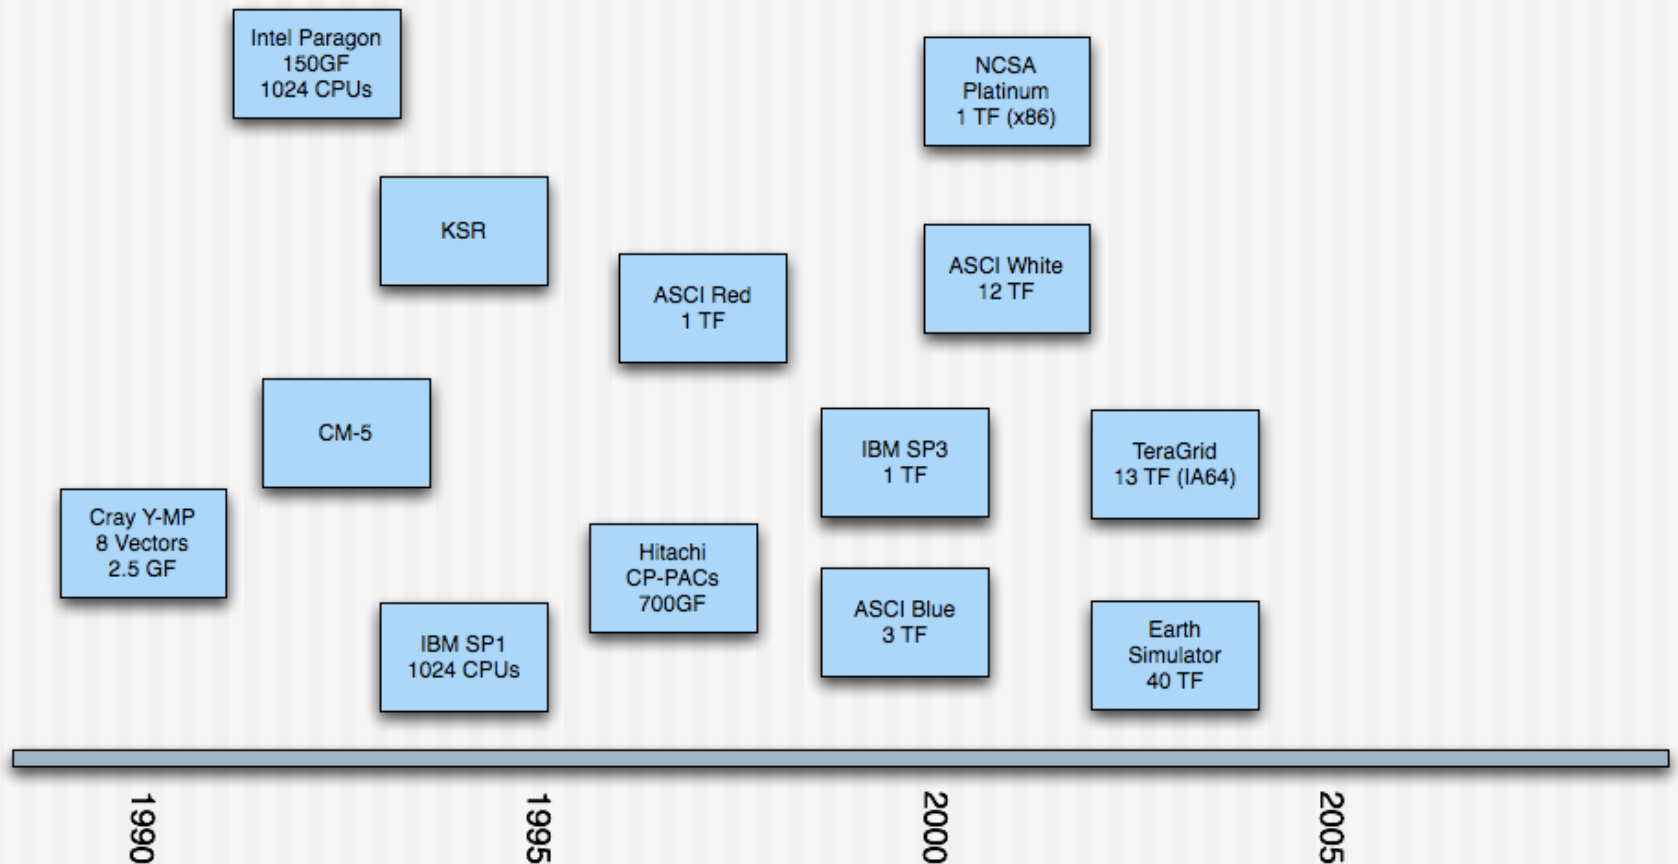 Intel Paragon
150GF
1024 CPUs
NCSA
Platinum
1 TF (x86)
KSR
ASCI White
12 TF
ASCI Red
1 TF
CM-5
IBM SP3
1 TF
TeraGrid
13 TF (IA64)
Cray Y-MP
8 Vectors
2.5 GF
Hitachi
CP-PACs
700GF
ASCI Blue
3 TF
IBM SP1
1024 CPUs
Earth
Simulator
40 TF
1990
1995
2000
2005